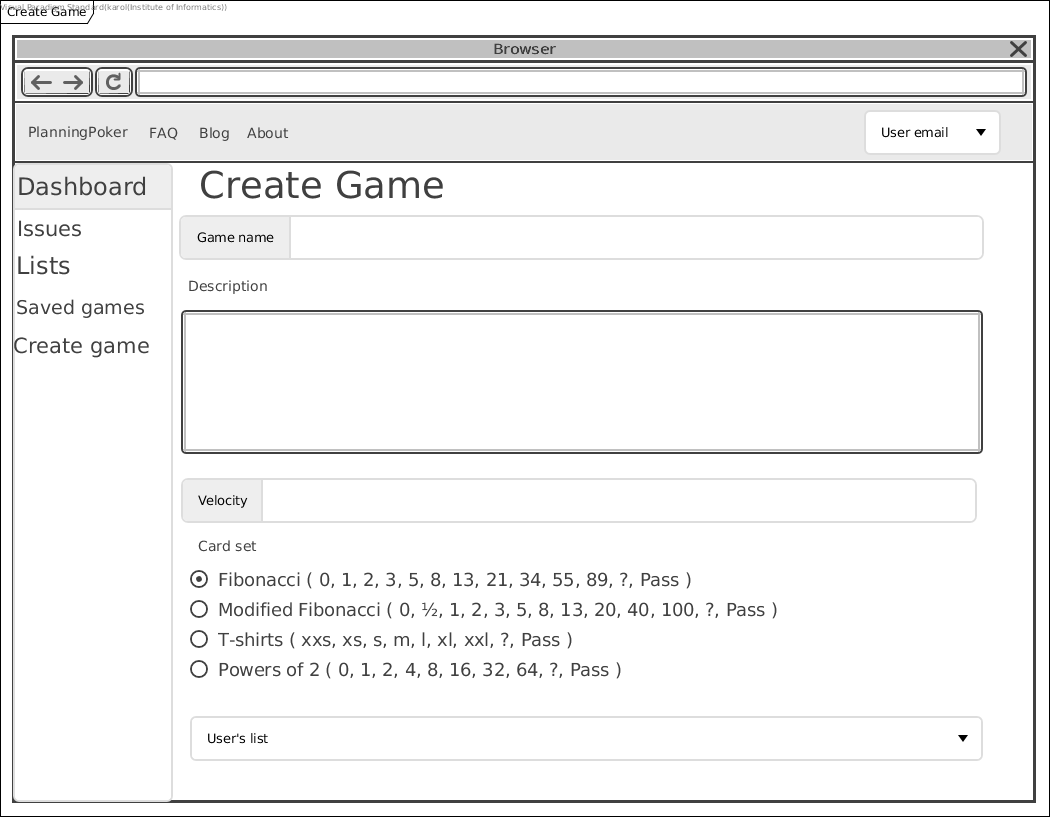 Visual Paradigm Standard(karol(Institute of Informatics))
Create Game
Browser
PlanningPoker FAQ Blog About User email
Dashboard
Issues
Lists
Saved games
Create game
Create Game
Game name
Description
Velocity
Card set
Fibonacci ( 0, 1, 2, 3, 5, 8, 13, 21, 34, 55, 89, ?, Pass )
Modified Fibonacci ( 0, ½, 1, 2, 3, 5, 8, 13, 20, 40, 100, ?, Pass )
T-shirts ( xxs, xs, s, m, l, xl, xxl, ?, Pass )
Powers of 2 ( 0, 1, 2, 4, 8, 16, 32, 64, ?, Pass )
User's list